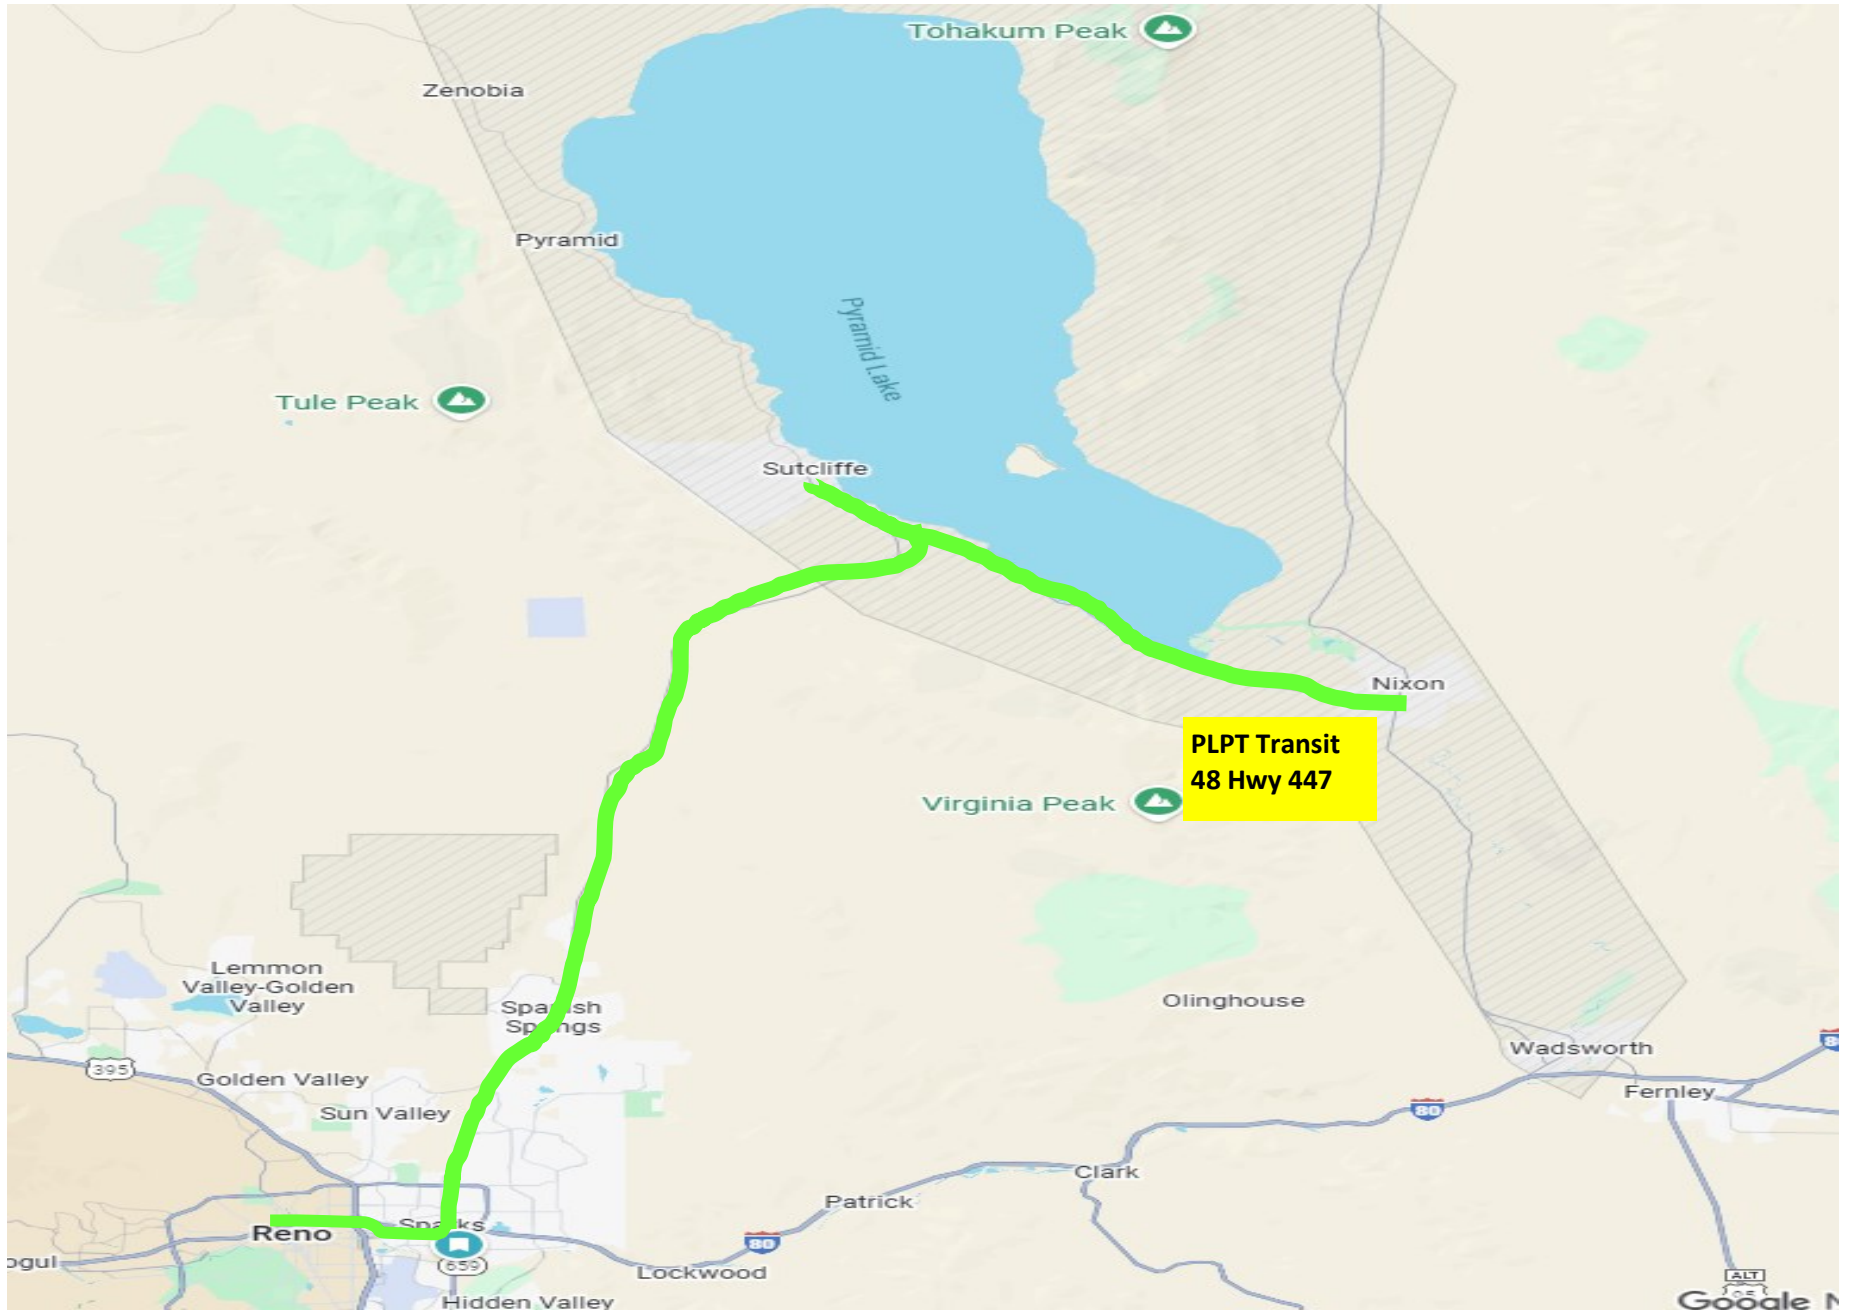 Tohakum Peak
Zenobia
Pyramid
Pyramid Lake
Tule Peak
Sutcliffe
Nixon
PLPT Transit
48 Hwy 447
Virginia Peak
Lemmon
Valley-Golden
Valley
Spanish
Springs
Olinghouse
Wadsworth
395
Golden Valley
Fernley
80
Sun Valley
Clark
Patrick
Reno
Sparks
80
659
Lockwood
ALT
Hidden Valley
Google